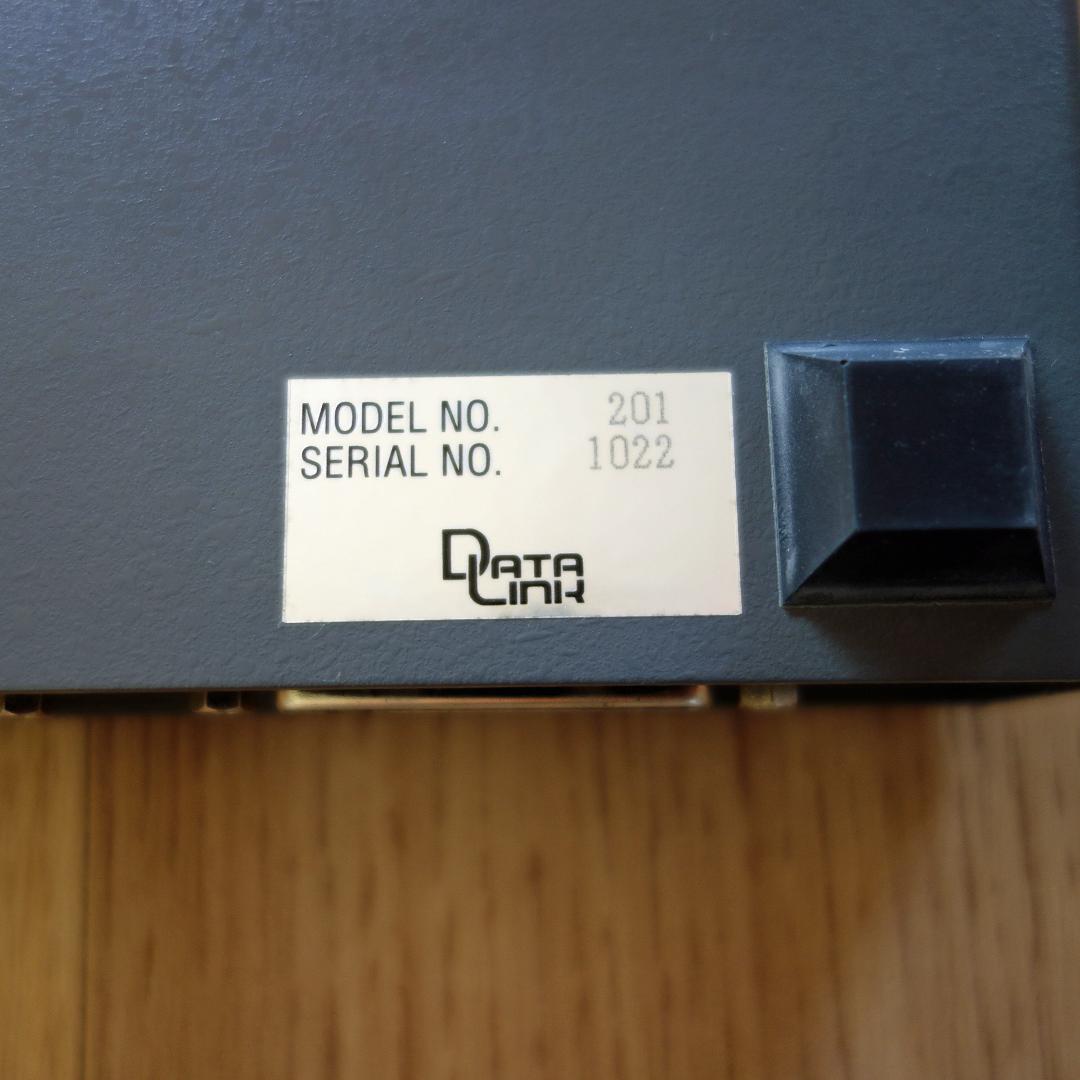 MODEL NO. 201
SERIAL NO. 1022
DATA
LINK